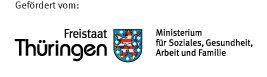 Gefördert vom:
Freistaat
Thüringen
Ministerium
für Soziales, Gesundheit,
Arbeit und Familie